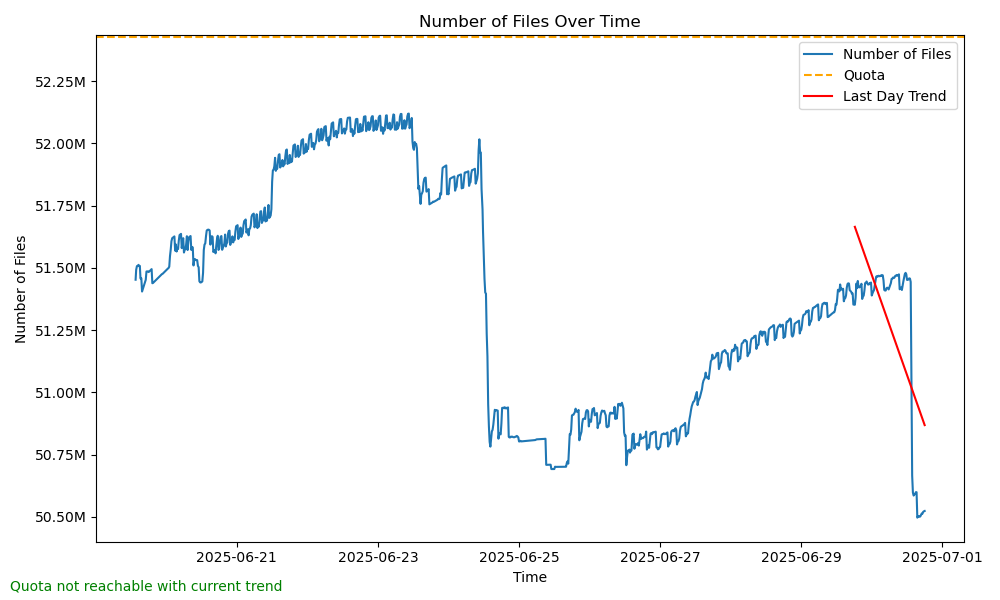 Number of Files Over Time
Number of Files
Quota
Last Day Trend
52.25M
52.00M
51.75M
51.50M
51.25M
51.00M
50.75M
50.50M
Number of Files
2025-06-21
2025-06-23
2025-06-25
2025-06-27
2025-06-29
2025-07-01
Time
Quota not reachable with current trend